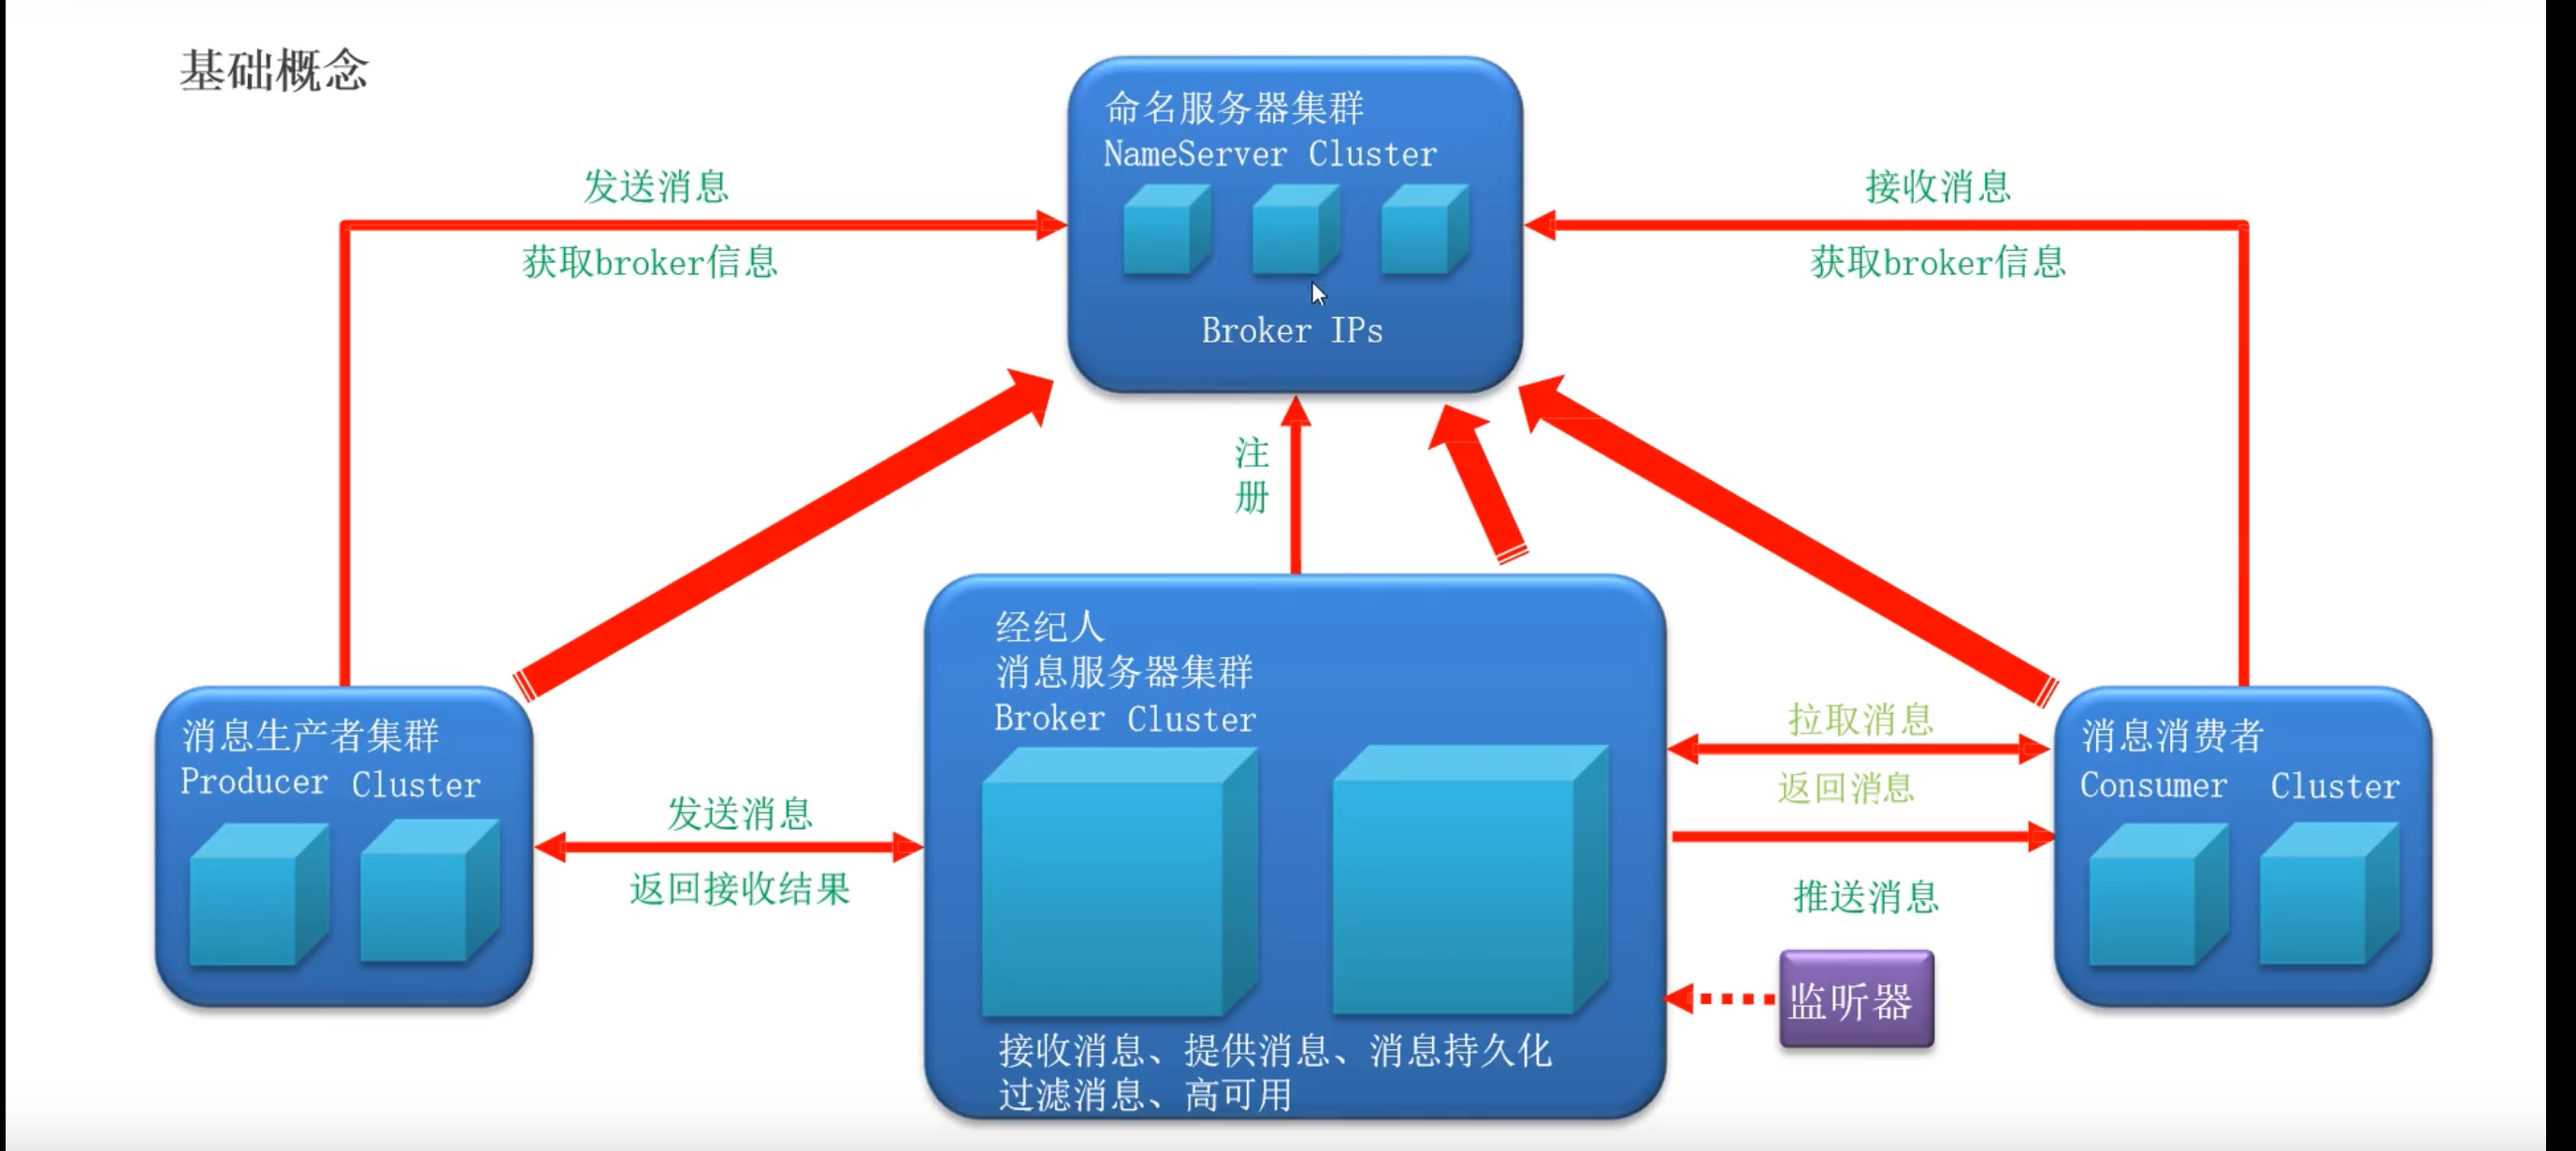 基础概念
命名服务器集群
NameServer Cluster
Broker IPs
发送消息
获取broker信息
接收消息
获取broker信息
注
册
经纪人
消息服务器集群
Broker Cluster
接收消息、提供消息、消息持久化
过滤消息、高可用
消息生产者集群
Producer Cluster
发送消息
返回接收结果
拉取消息
返回消息
推送消息
监听器
消息消费者
Consumer Cluster